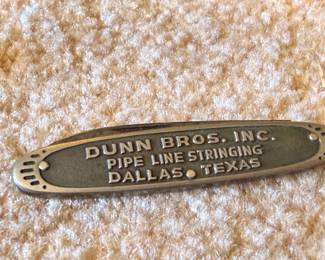 DUNN BROS. INC.
PIPE LINE STRINGING
DALLAS. TEXAS